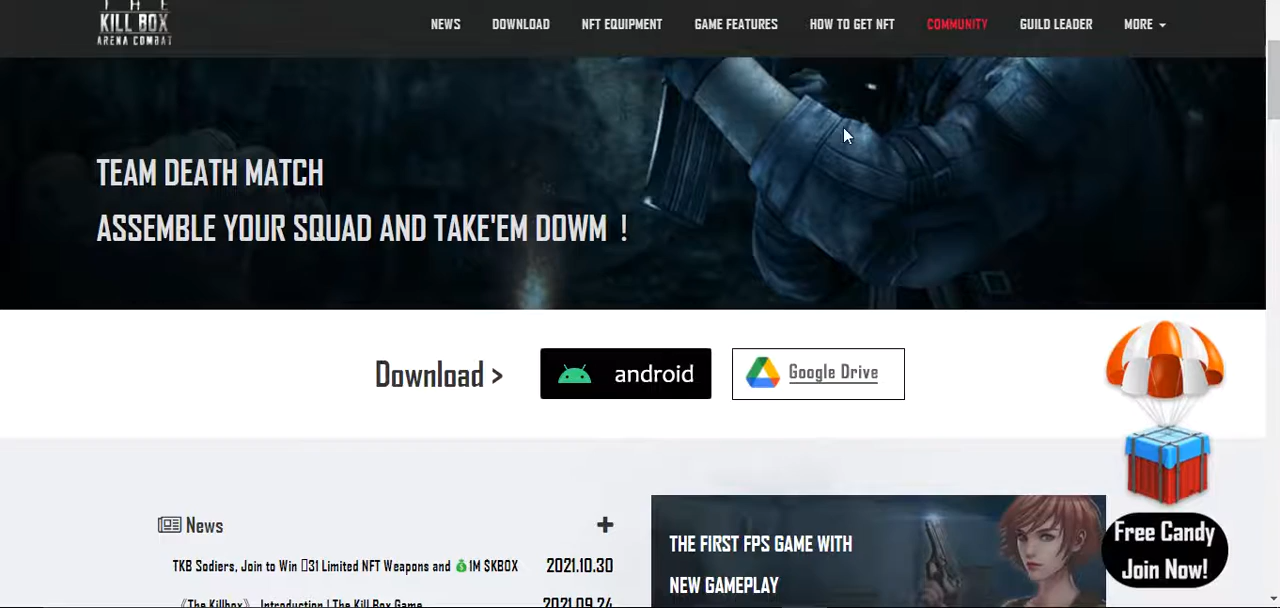 THE
KILL BOX
ARENA COMBAT
NEWS DOWNLOAD NFT EQUIPMENT GAME FEATURES HOW TO GET NFT COMMUNITY GUILD LEADER MORE
TEAM DEATH MATCH
ASSEMBLE YOUR SQUAD AND TAKE'EM DOWM !
Download > android Google Drive
News +
TKB Sodiers, Join to Win 31 Limited NFT Weapons and 💰1M $KBOX 2021.10.30
《The Killbox》 Introduction | The Kill Box Game 2021.09.24
THE FIRST FPS GAME WITH
NEW GAMEPLAY
Free Candy
Join Now!